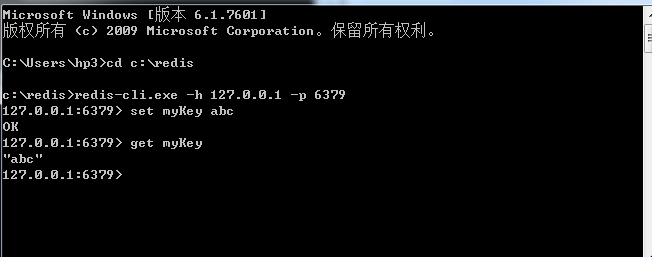 Microsoft Windows [版本 6.1.7601]
版权所有 (c) 2009 Microsoft Corporation。保留所有权利。
C:\Users\hp3>cd c:\redis
c:\redis>redis-cli.exe -h 127.0.0.1 -p 6379
127.0.0.1:6379> set myKey abc
OK
127.0.0.1:6379> get myKey
"abc"
127.0.0.1:6379>